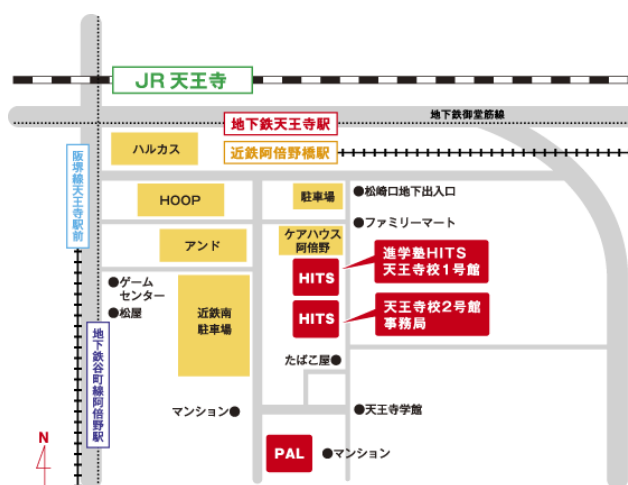 JR 天王寺
地下鉄御堂筋線
地下鉄天王寺駅
近鉄阿倍野橋駅
ハルカス
阪堺線天王寺駅前
HOOP
駐車場
●松崎口地下出入口
●ファミリーマート
アンド
ケアハウス
阿倍野
進学塾HITS
天王寺校1号館
HITS
●ゲーム
センター
●松屋
近鉄南
駐車場
HITS
天王寺校2号館
事務局
地下鉄谷町線阿倍野駅
たばこ屋●
マンション●
●天王寺学館
N
PAL
●マンション